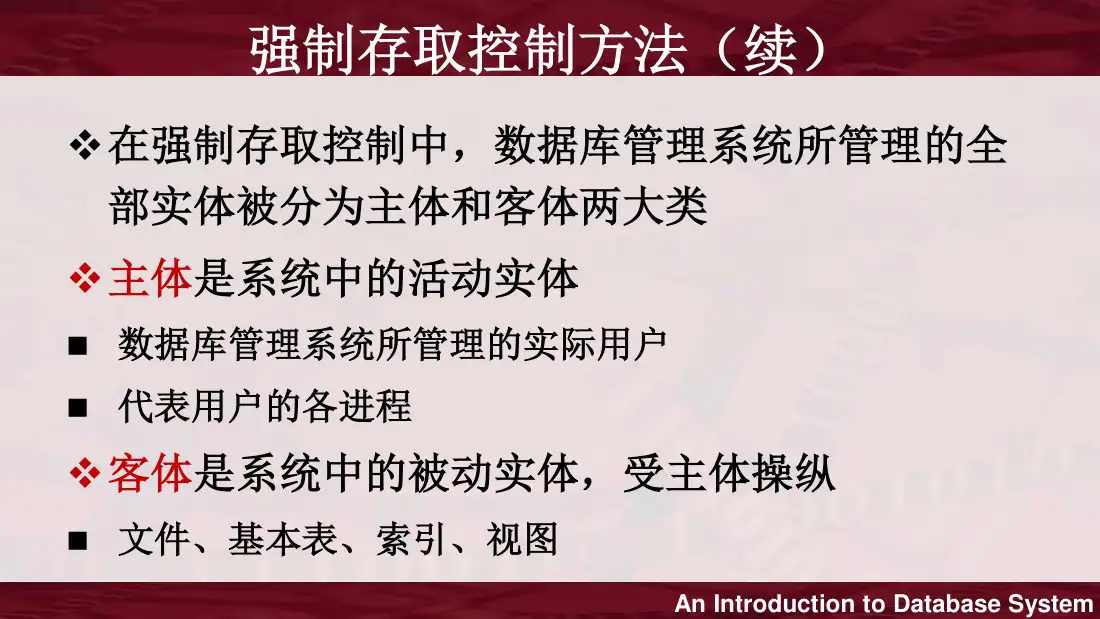 强制存取控制方法（续）
❖在强制存取控制中，数据库管理系统所管理的全
部实体被分为主体和客体两大类
❖主体是系统中的活动实体
■ 数据库管理系统所管理的实际用户
■ 代表用户的各进程
❖客体是系统中的被动实体，受主体操纵
■ 文件、基本表、索引、视图
An Introduction to Database System